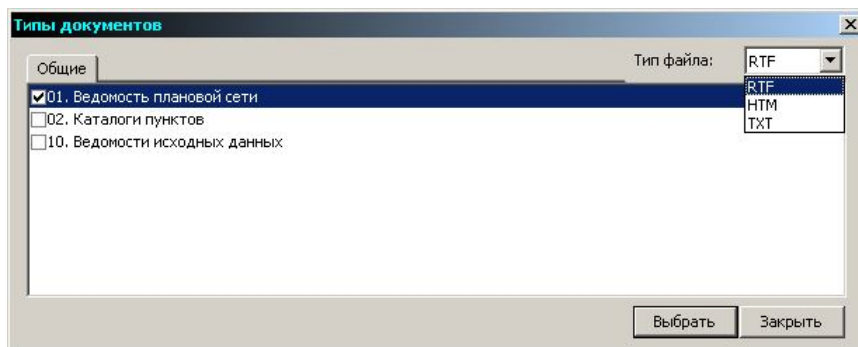 Типы документов
Общие
Тип файла:
RTF
RTF
HTM
TXT
01. Ведомость плановой сети
02. Каталоги пунктов
10. Ведомости исходных данных
Выбрать
Закрыть